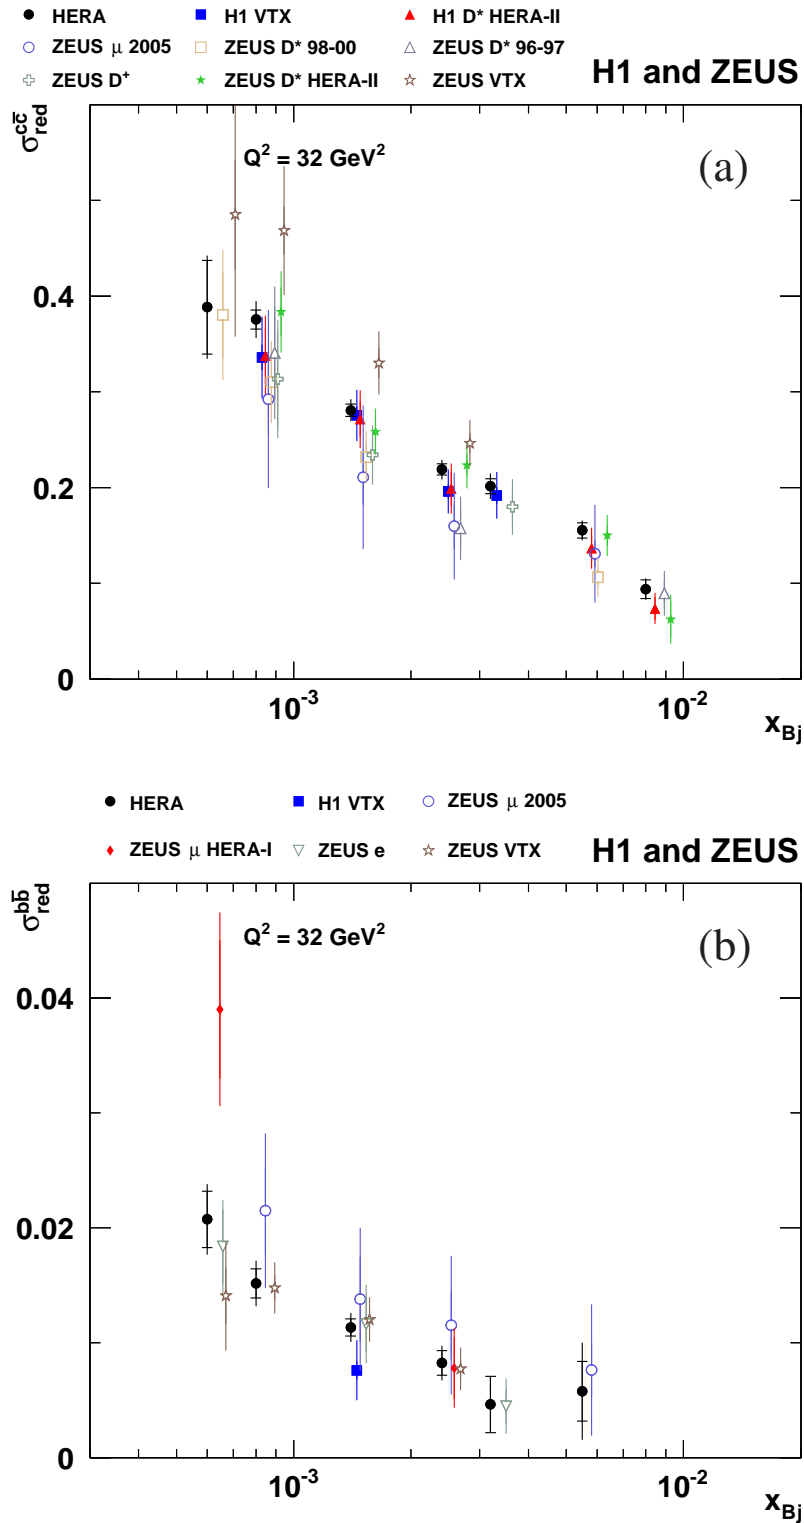 HERA H1 VTX H1 D* HERA-II
ZEUS μ 2005 ZEUS D* 98-00 ZEUS D* 96-97
ZEUS D⁺ ZEUS D* HERA-II ZEUS VTX
H1 and ZEUS
σ_red^cc̅
Q² = 32 GeV²
(a)
0.4
0.2
0
10⁻³ 10⁻²
x_Bj
HERA H1 VTX ZEUS μ 2005
ZEUS μ HERA-I ZEUS e ZEUS VTX
H1 and ZEUS
σ_red^bb̅
Q² = 32 GeV²
(b)
0.04
0.02
0
10⁻³ 10⁻²
x_Bj